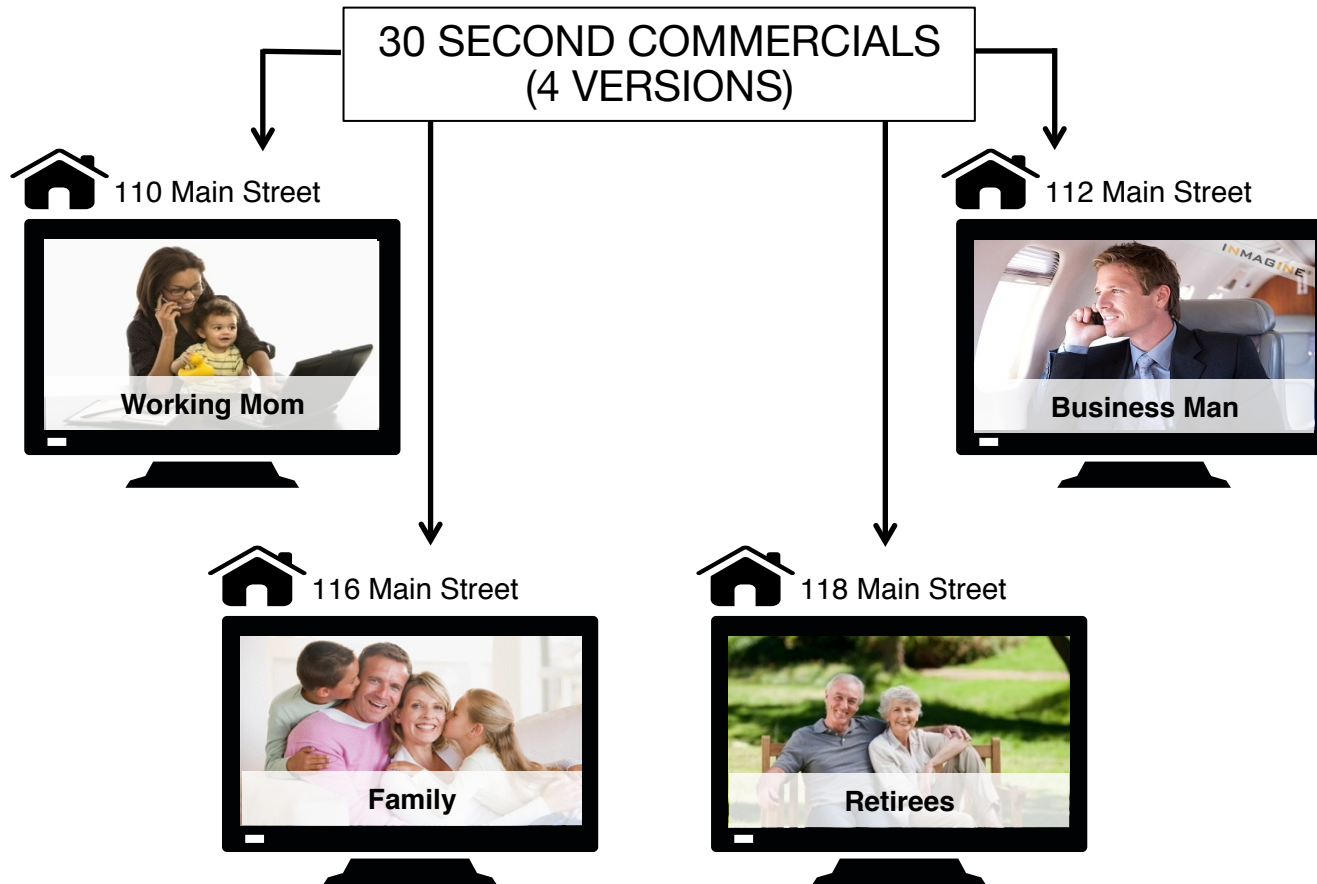 30 SECOND COMMERCIALS
(4 VERSIONS)
110 Main Street
112 Main Street
INMAGINE
Working Mom
Business Man
116 Main Street
118 Main Street
Family
Retirees